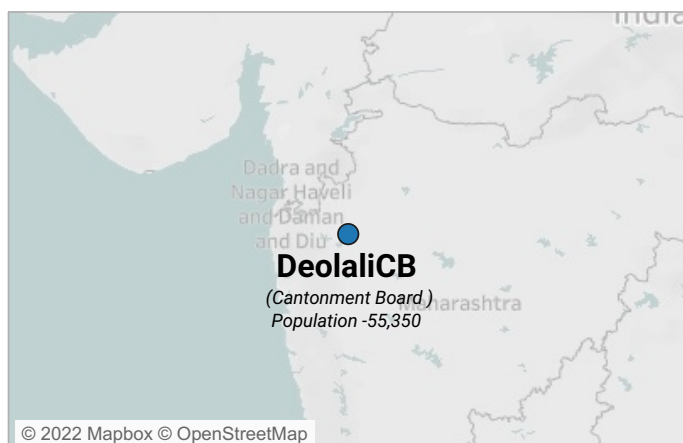 India
Dadra and
Nagar Haveli
and Daman
and Diu
DeolaliCB
(Cantonment Board )
Maharashtra
Population -55,350
© 2022 Mapbox © OpenStreetMap